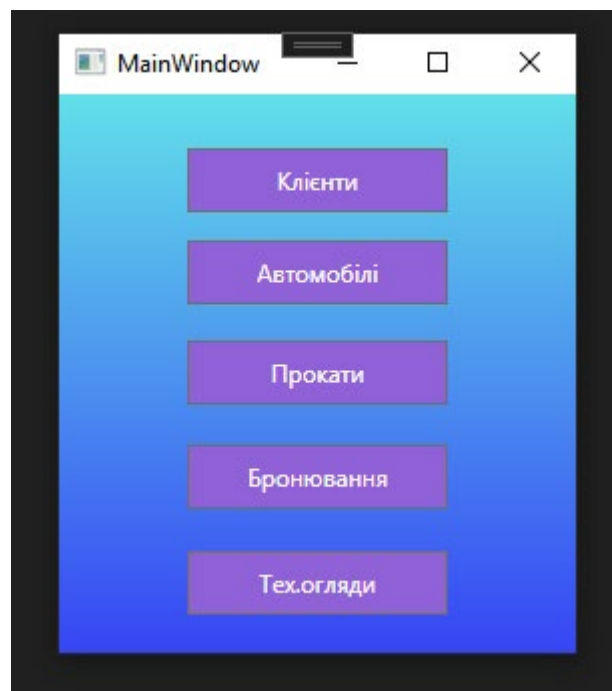 MainWindow
Клієнти
Автомобілі
Прокати
Бронювання
Тех.огляди